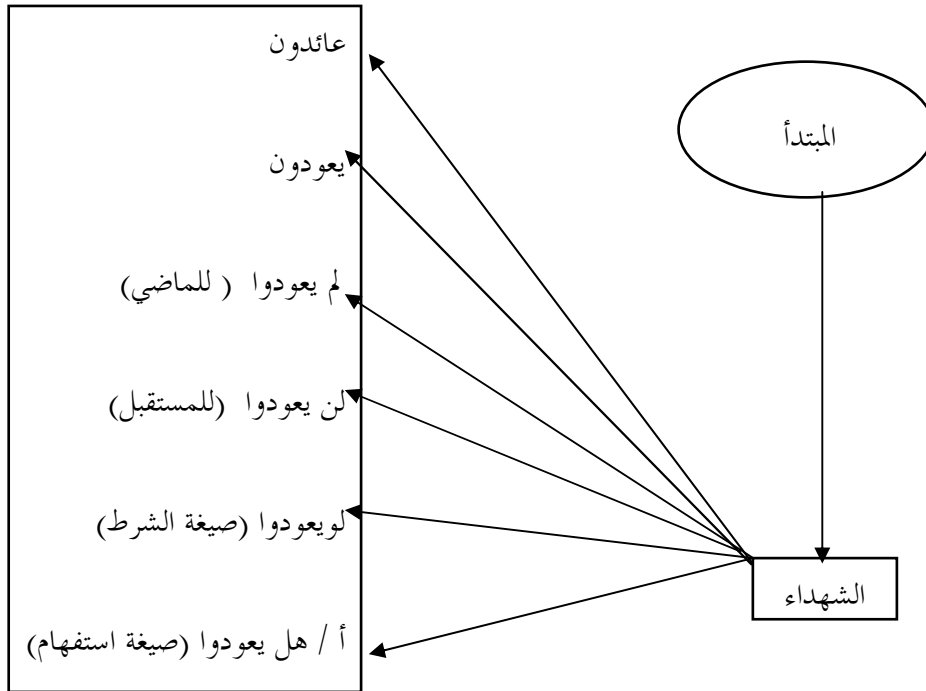 المبتدأ
الشهداء
عائدون
يعودون
لم يعودوا ( للماضي)
لن يعودوا (للمستقبل)
لويعودوا (صيغة الشرط)
أ / هل يعودوا (صيغة استفهام)